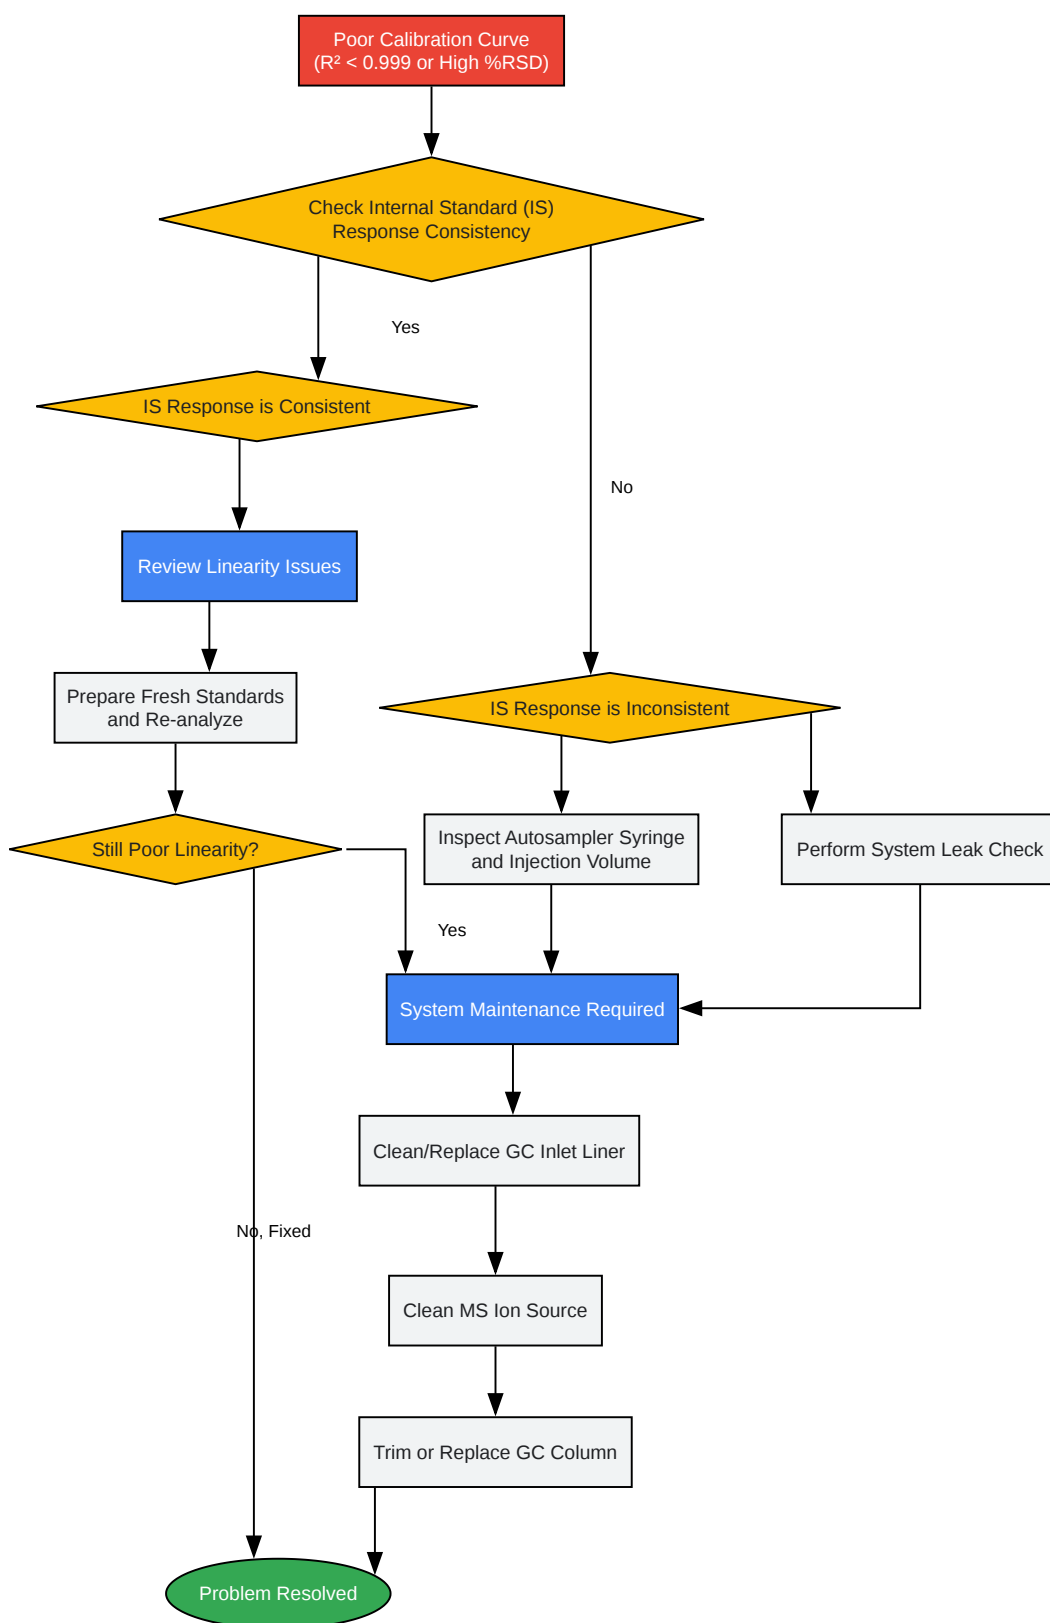 Poor Calibration Curve
(R² < 0.999 or High %RSD)
Check Internal Standard (IS)
Response Consistency
Yes
IS Response is Consistent
No
Review Linearity Issues
Prepare Fresh Standards
and Re-analyze
IS Response is Inconsistent
Still Poor Linearity?
Inspect Autosampler Syringe
and Injection Volume
Perform System Leak Check
Yes
System Maintenance Required
Clean/Replace GC Inlet Liner
No, Fixed
Clean MS Ion Source
Trim or Replace GC Column
Problem Resolved